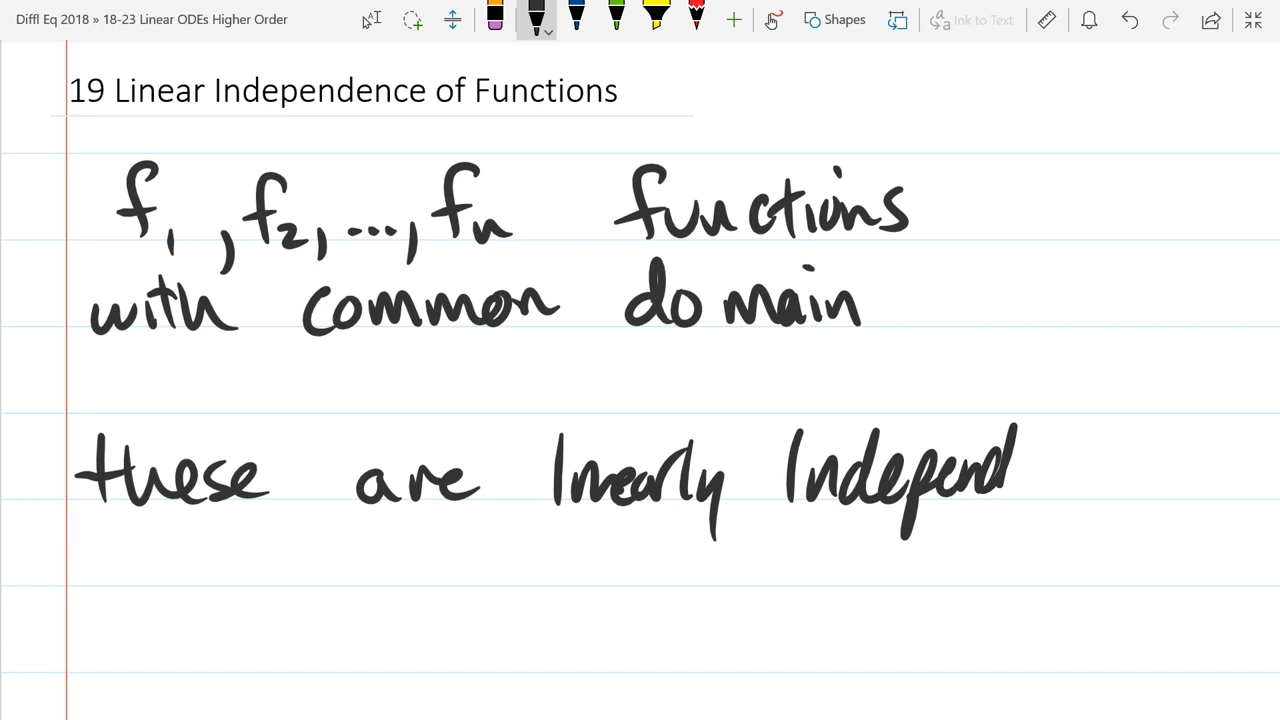 Diffl Eq 2018 » 18-23 Linear ODEs Higher Order
Shapes
Ink to Text
19 Linear Independence of Functions
f₁, f₂, ..., fₙ functions
with common domain
these are linearly Independ